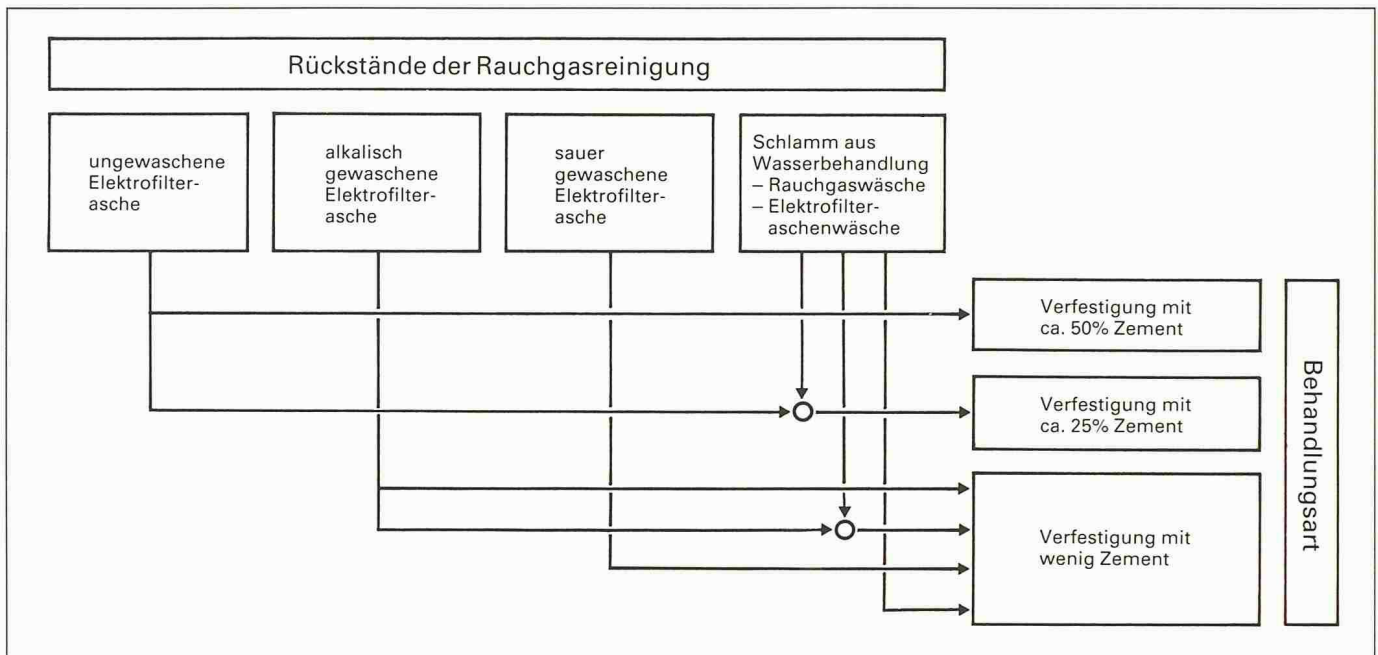 Rückstände der Rauchgasreinigung
ungewaschene
Elektrofilter-
asche
alkalisch
gewaschene
Elektrofilter-
asche
sauer
gewaschene
Elektrofilter-
asche
Schlamm aus
Wasserbehandlung
– Rauchgaswäsche
– Elektrofilter-
aschenwäsche
Verfestigung mit
ca. 50% Zement
Verfestigung mit
ca. 25% Zement
Verfestigung mit
wenig Zement
Behandlungsart